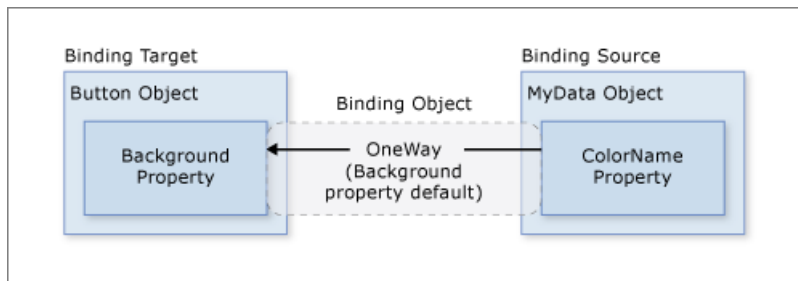 Binding Target
Button Object
Background
Property
Binding Object
OneWay
(Background
property default)
Binding Source
MyData Object
ColorName
Property